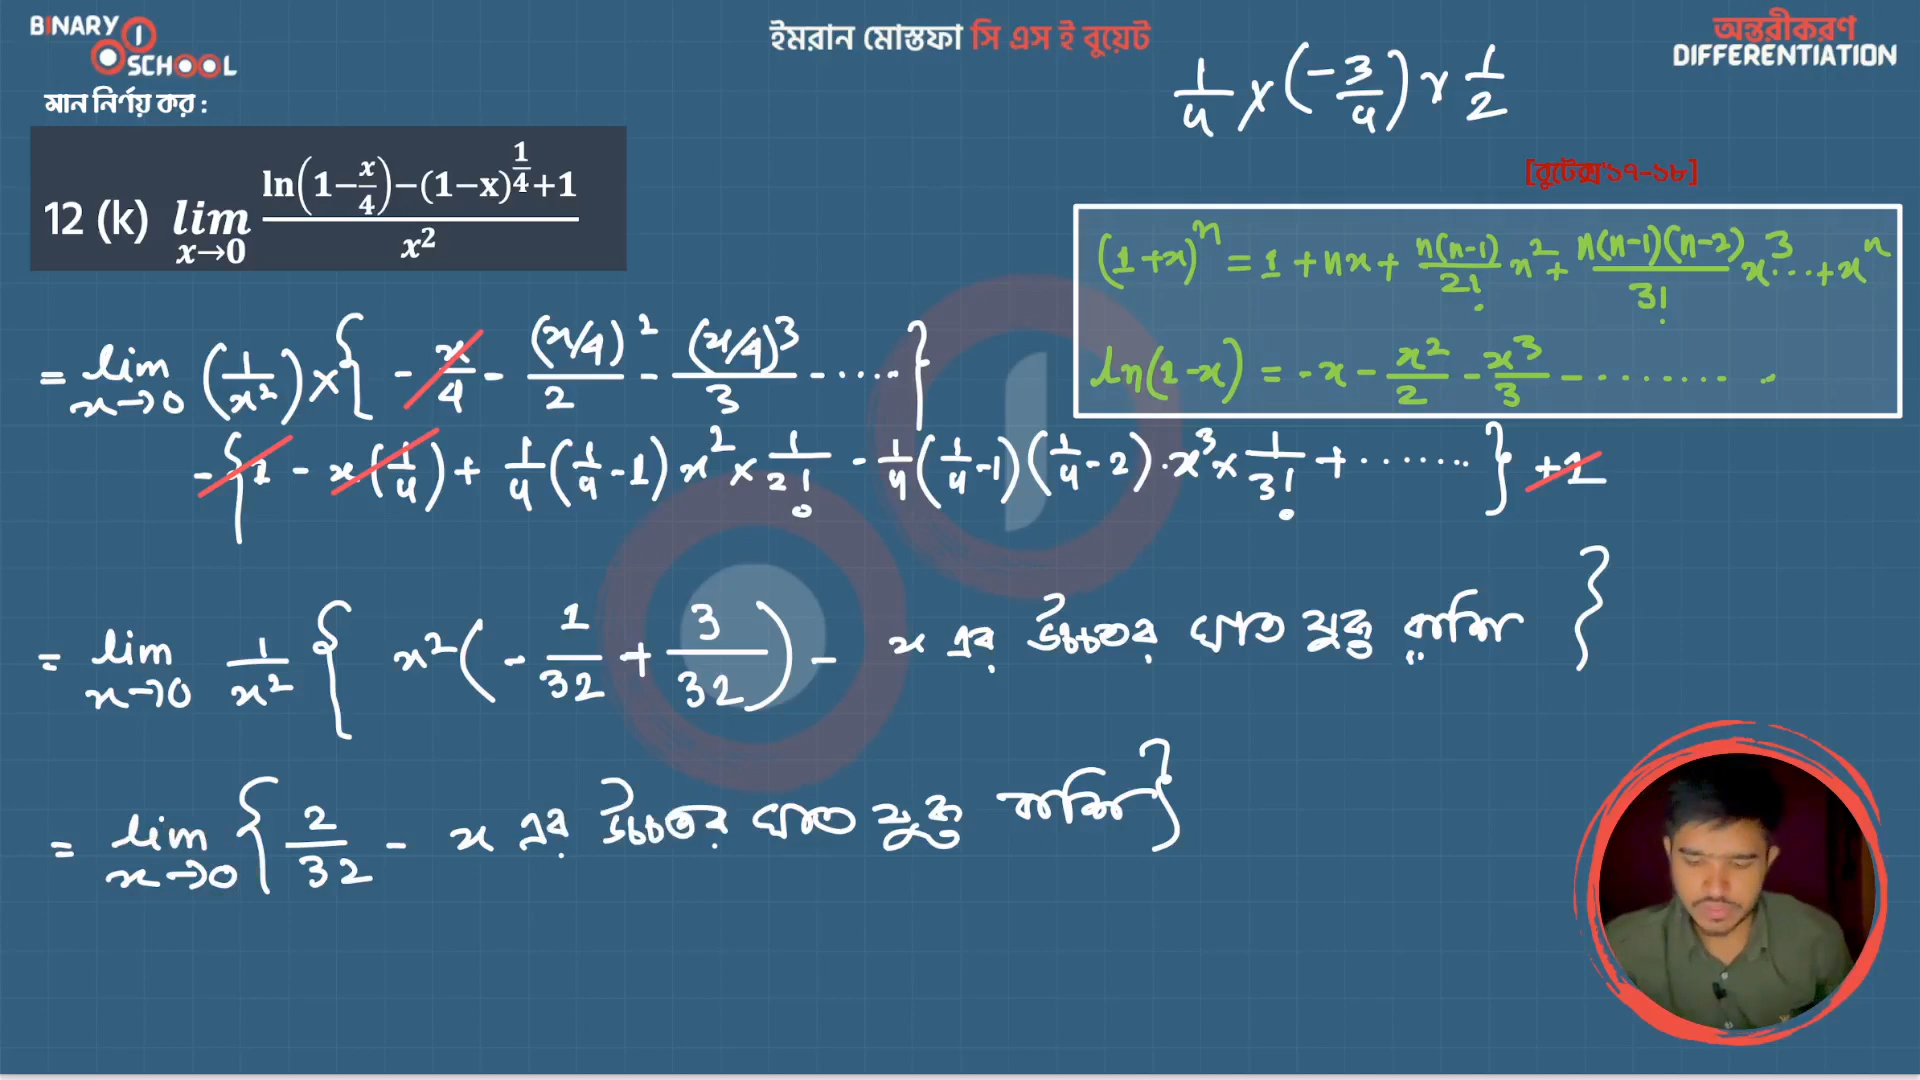 BINARY SCHOOL
ইমরান মোস্তফা সি এস ই বুয়েট
অন্তরীকরণ
DIFFERENTIATION
মান নির্ণয় কর :
1/4 × (-3/4) × 1/2
12 (k) lim x→0 (ln(1−x/4)−(1−x)^(1/4)+1)/x²
[বুটেক্স'১৭-১৮]
(1+x)^n = 1 + nx + n(n-1)/2! x² + n(n-1)(n-2)/3! x³ ... + x^n
ln(1-x) = -x - x²/2 - x³/3 - ........
= lim x→0 (1/x²) × { - x/4 - (x/4)²/2 - (x/4)³/3 - ..... }
- { 1 - x(1/4) + 1/4(1/4-1) x² × 1/2! - 1/4(1/4-1)(1/4-2)·x³ × 1/3! + ....... } + 1
= lim x→0 1/x² { x² ( - 1/32 + 3/32 ) - x এর উচ্চতর ঘাত যুক্ত রাশি }
= lim x→0 { 2/32 - x এর উচ্চতর ঘাত যুক্ত রাশি }